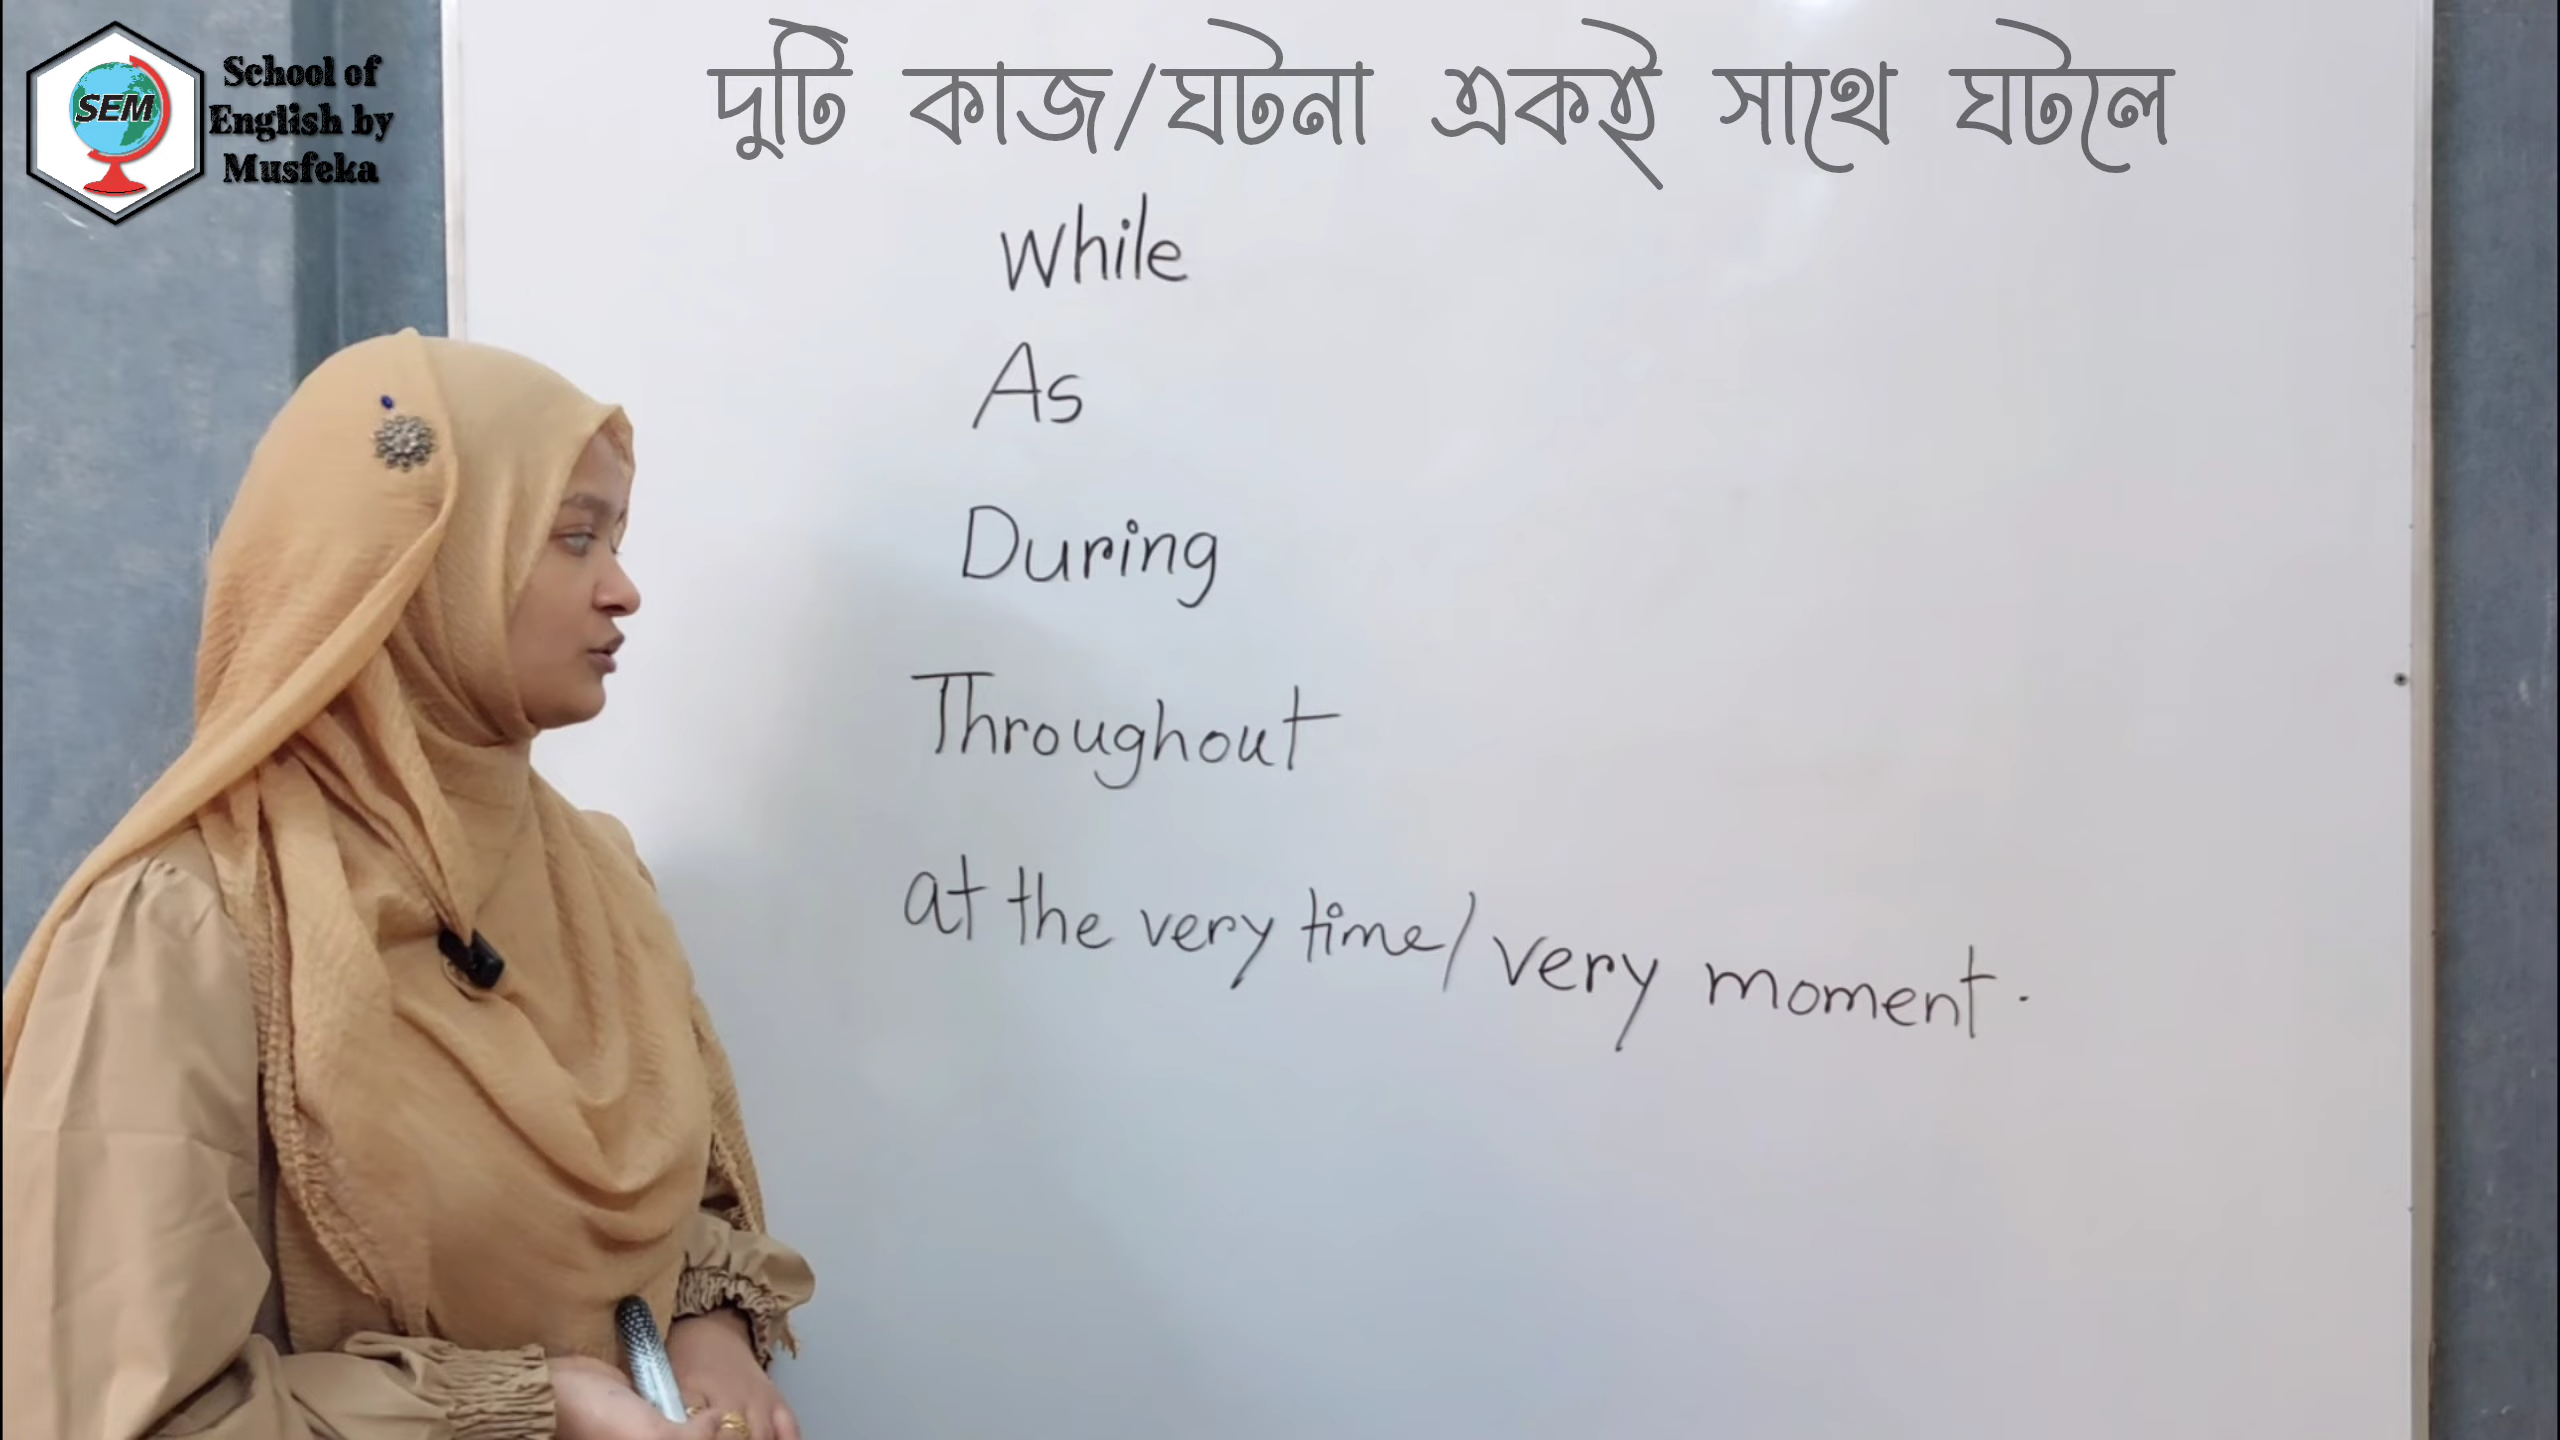 SEM
School of
English by
Musfeka
দুটি কাজ/ঘটনা একই সাথে ঘটলে
While
As
During
Throughout
at the very time/very moment.